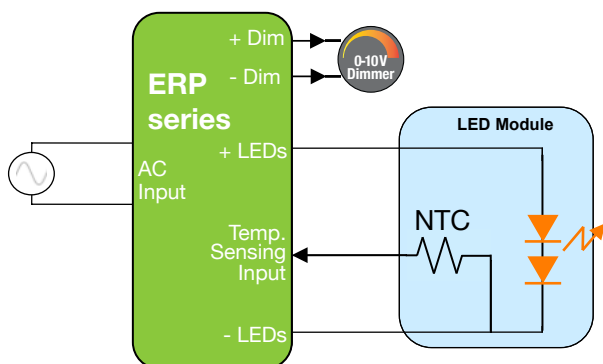 + Dim
- Dim
0-10V
Dimmer
ERP
series
+ LEDs
AC
Input
Temp.
Sensing
Input
- LEDs
LED Module
NTC